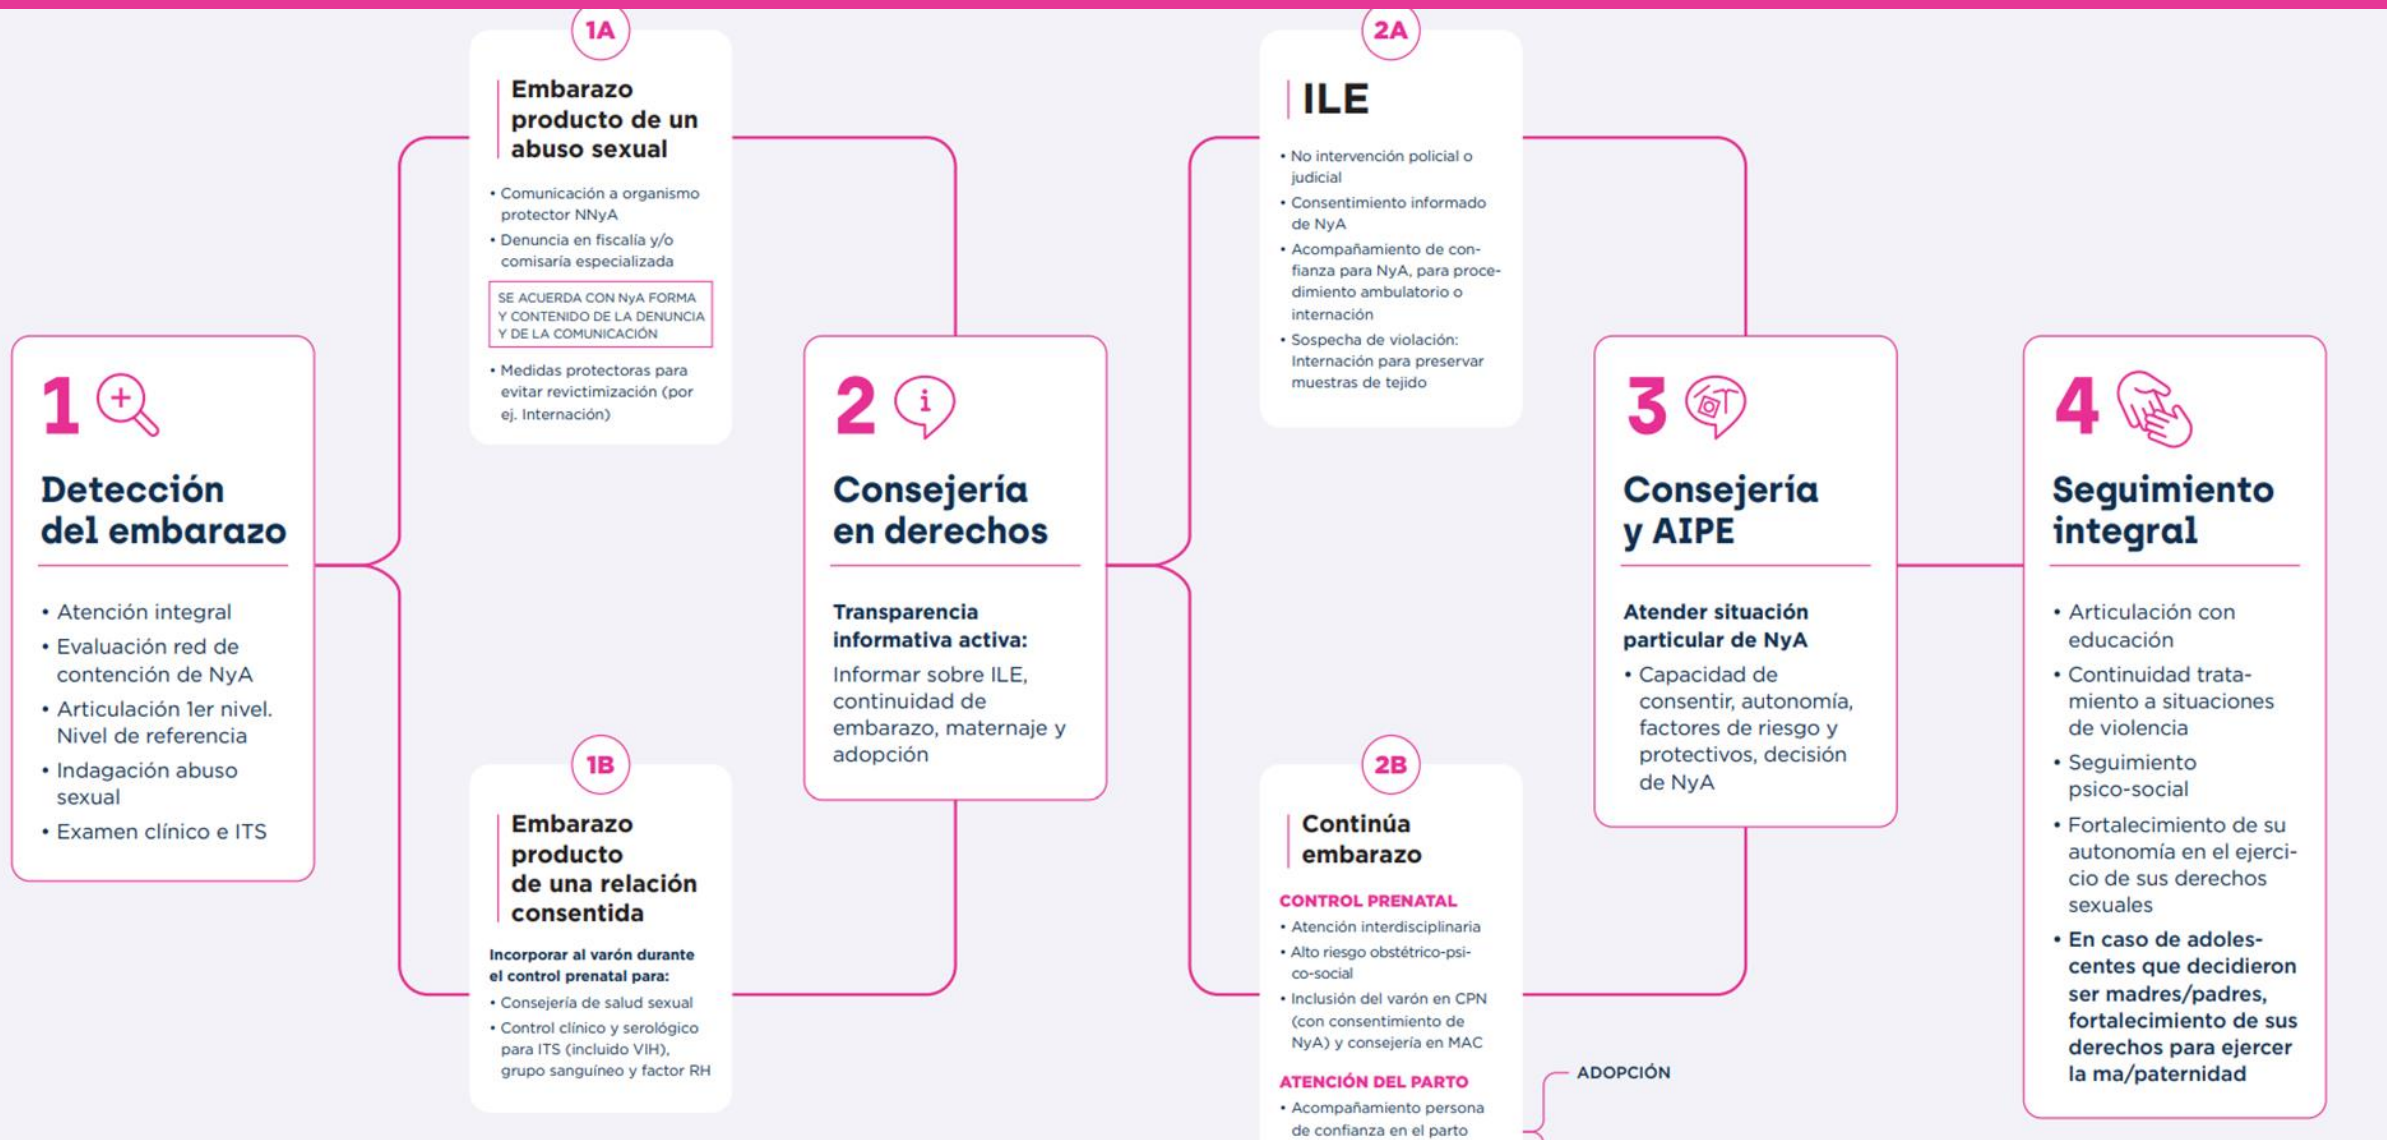 1
Detección
del embarazo
• Atención integral
• Evaluación red de
contención de NyA
• Articulación 1er nivel.
Nivel de referencia
• Indagación abuso
sexual
• Examen clínico e ITS
1A
Embarazo
producto de un
abuso sexual
• Comunicación a organismo
protector NNyA
• Denuncia en fiscalía y/o
comisaría especializada
SE ACUERDA CON NyA FORMA
Y CONTENIDO DE LA DENUNCIA
Y DE LA COMUNICACIÓN
• Medidas protectoras para
evitar revictimización (por
ej. Internación)
1B
Embarazo
producto
de una relación
consentida
Incorporar al varón durante
el control prenatal para:
• Consejería de salud sexual
• Control clínico y serológico
para ITS (incluido VIH),
grupo sanguíneo y factor RH
2
i
Consejería
en derechos
Transparencia
informativa activa:
Informar sobre ILE,
continuidad de
embarazo, maternaje y
adopción
2A
ILE
• No intervención policial o
judicial
• Consentimiento informado
de NyA
• Acompañamiento de con-
fianza para NyA, para proce-
dimiento ambulatorio o
internación
• Sospecha de violación:
Internación para preservar
muestras de tejido
2B
Continúa
embarazo
CONTROL PRENATAL
• Atención interdisciplinaria
• Alto riesgo obstétrico-psi-
co-social
• Inclusión del varón en CPN
(con consentimiento de
NyA) y consejería en MAC
ATENCIÓN DEL PARTO
• Acompañamiento persona
de confianza en el parto
ADOPCIÓN
3
Consejería
y AIPE
Atender situación
particular de NyA
• Capacidad de
consentir, autonomía,
factores de riesgo y
protectivos, decisión
de NyA
4
Seguimiento
integral
• Articulación con
educación
• Continuidad trata-
miento a situaciones
de violencia
• Seguimiento
psico-social
• Fortalecimiento de su
autonomía en el ejerci-
cio de sus derechos
sexuales
• En caso de adoles-
centes que decidieron
ser madres/padres,
fortalecimiento de sus
derechos para ejercer
la ma/paternidad